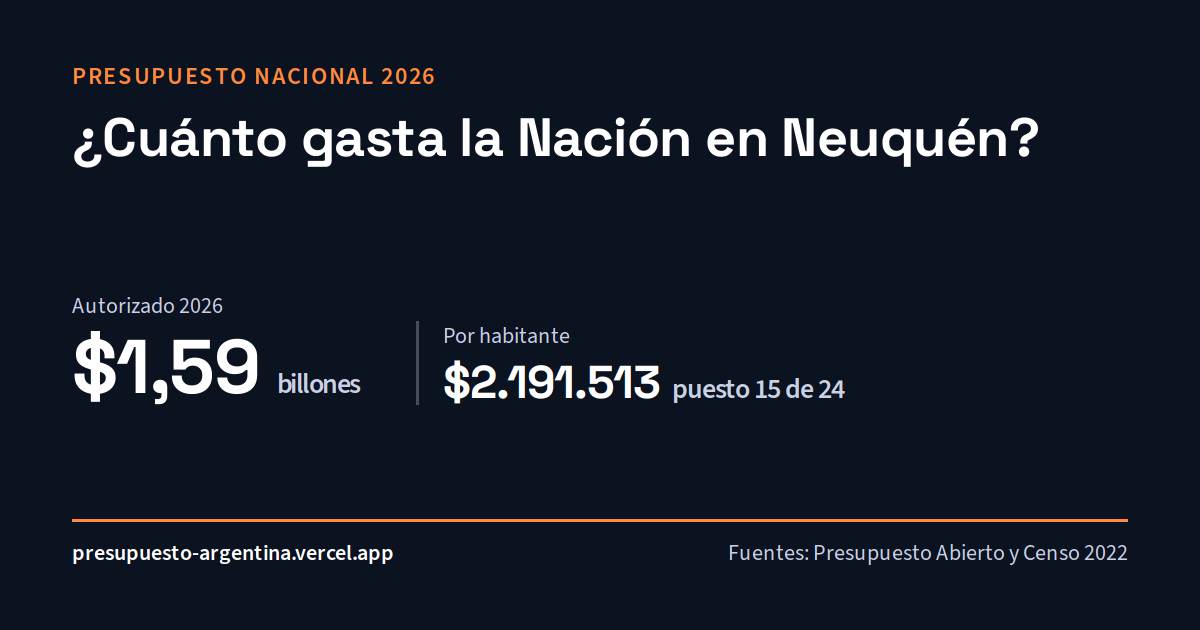 PRESUPUESTO NACIONAL 2026
¿Cuánto gasta la Nación en Neuquén?
Autorizado 2026
$1,59 billones
Por habitante
$2.191.513 puesto 15 de 24
presupuesto-argentina.vercel.app
Fuentes: Presupuesto Abierto y Censo 2022